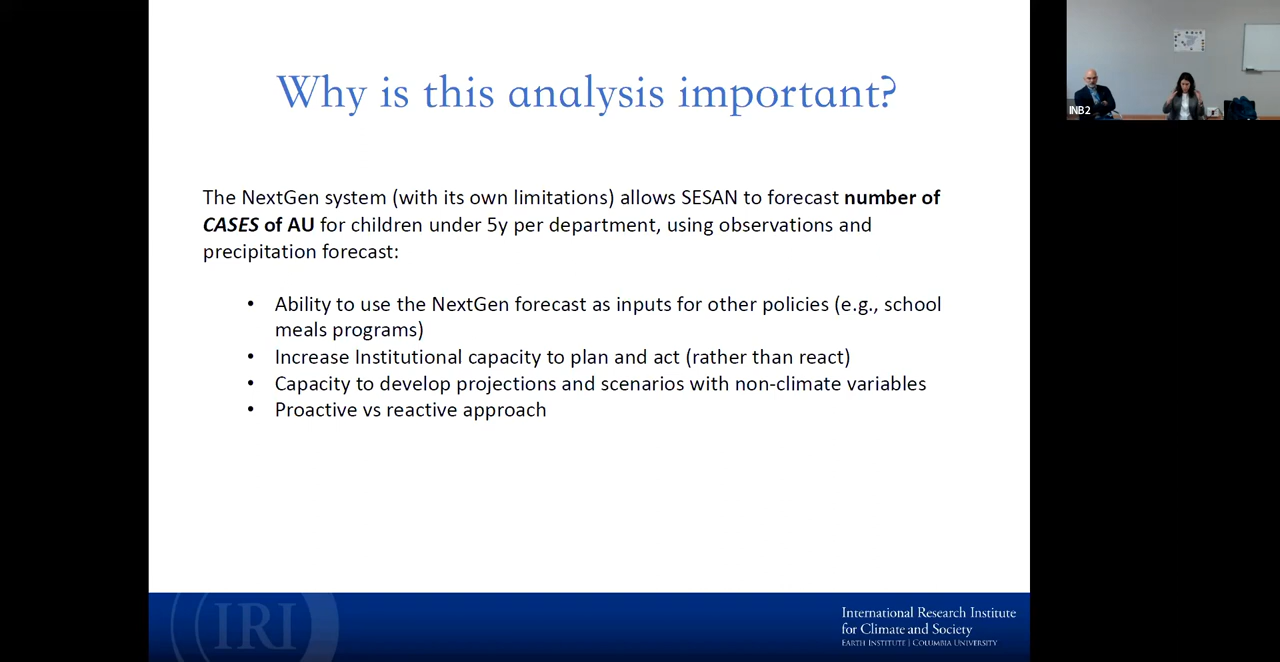 Why is this analysis important?
INB2
The NextGen system (with its own limitations) allows SESAN to forecast number of
CASES of AU for children under 5y per department, using observations and
precipitation forecast:
• Ability to use the NextGen forecast as inputs for other policies (e.g., school
meals programs)
• Increase Institutional capacity to plan and act (rather than react)
• Capacity to develop projections and scenarios with non-climate variables
• Proactive vs reactive approach
IRI
International Research Institute
for Climate and Society
EARTH INSTITUTE | COLUMBIA UNIVERSITY